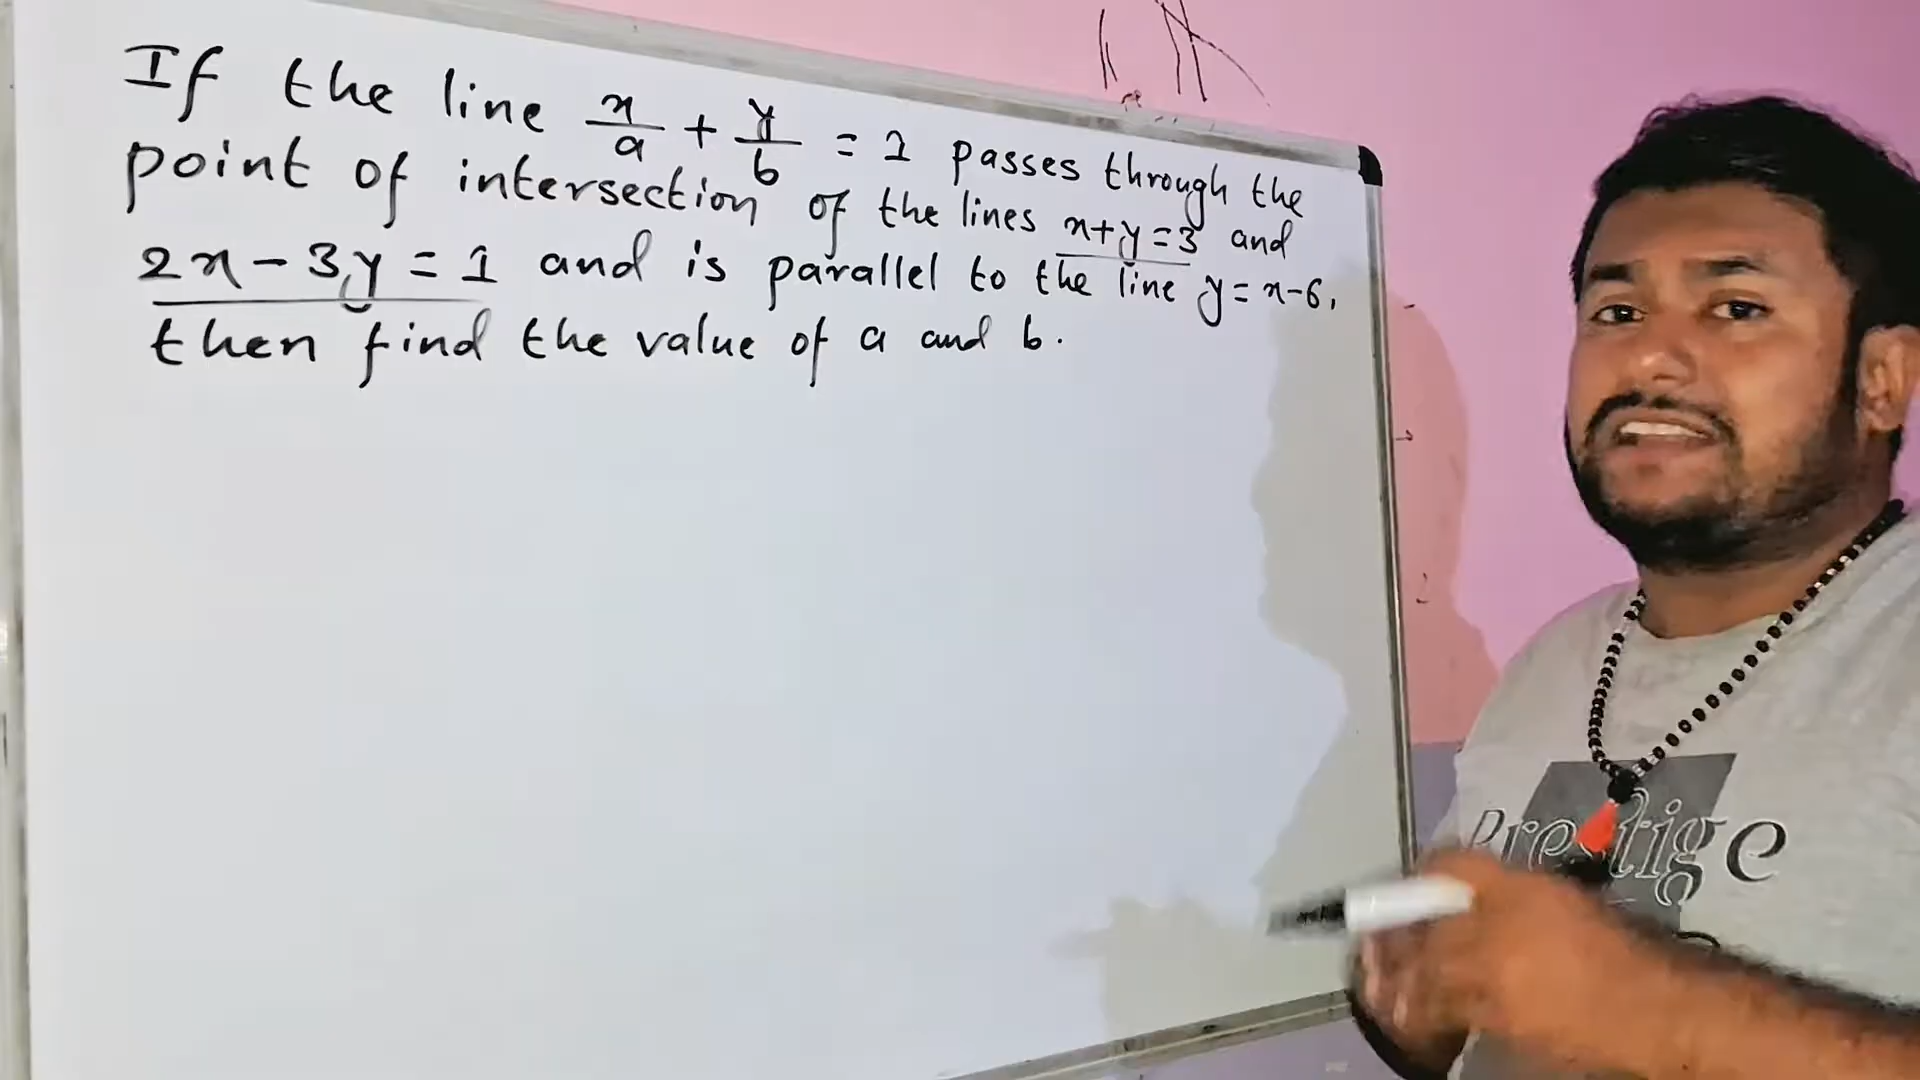 If the line x/a + y/b = 1 passes through the
point of intersection of the lines x+y=3 and
2x-3y=1 and is parallel to the line y=x-6,
then find the value of a and b.
Prestige